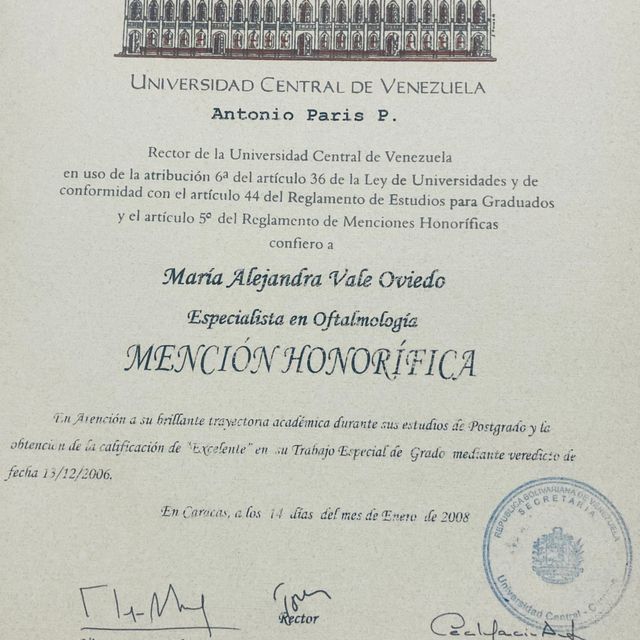 UNIVERSIDAD CENTRAL DE VENEZUELA
Antonio Paris P.
Rector de la Universidad Central de Venezuela
en uso de la atribución 6ª del artículo 36 de la Ley de Universidades y de
conformidad con el artículo 44 del Reglamento de Estudios para Graduados
y el artículo 5º del Reglamento de Menciones Honoríficas
confiero a
María Alejandra Vale Oviedo
Especialista en Oftalmología
MENCIÓN HONORÍFICA
En Atención a su brillante trayectoria académica durante sus estudios de Postgrado y la
obtención de la calificación de "Excelente" en su Trabajo Especial de Grado mediante veredicto de
fecha 13/12/2006.
En Caracas, a los 14 días del mes de Enero de 2008
REPUBLICA BOLIVARIANA DE VENEZUELA
SECRETARIA
Universidad Central - 
Rector